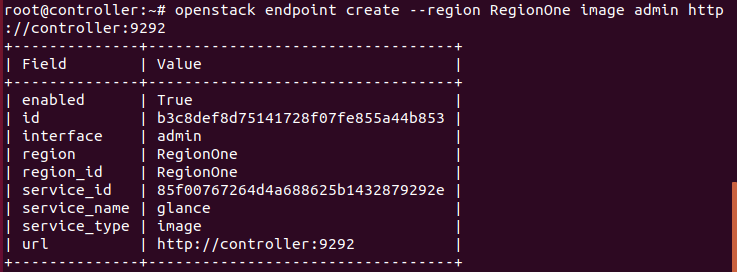 root@controller:~# openstack endpoint create --region RegionOne image admin http
://controller:9292
+--------------+----------------------------------+
| Field        | Value                            |
+--------------+----------------------------------+
| enabled      | True                             |
| id           | b3c8def8d75141728f07fe855a44b853 |
| interface    | admin                            |
| region       | RegionOne                        |
| region_id    | RegionOne                        |
| service_id   | 85f00767264d4a688625b1432879292e |
| service_name | glance                           |
| service_type | image                            |
| url          | http://controller:9292           |
+--------------+----------------------------------+